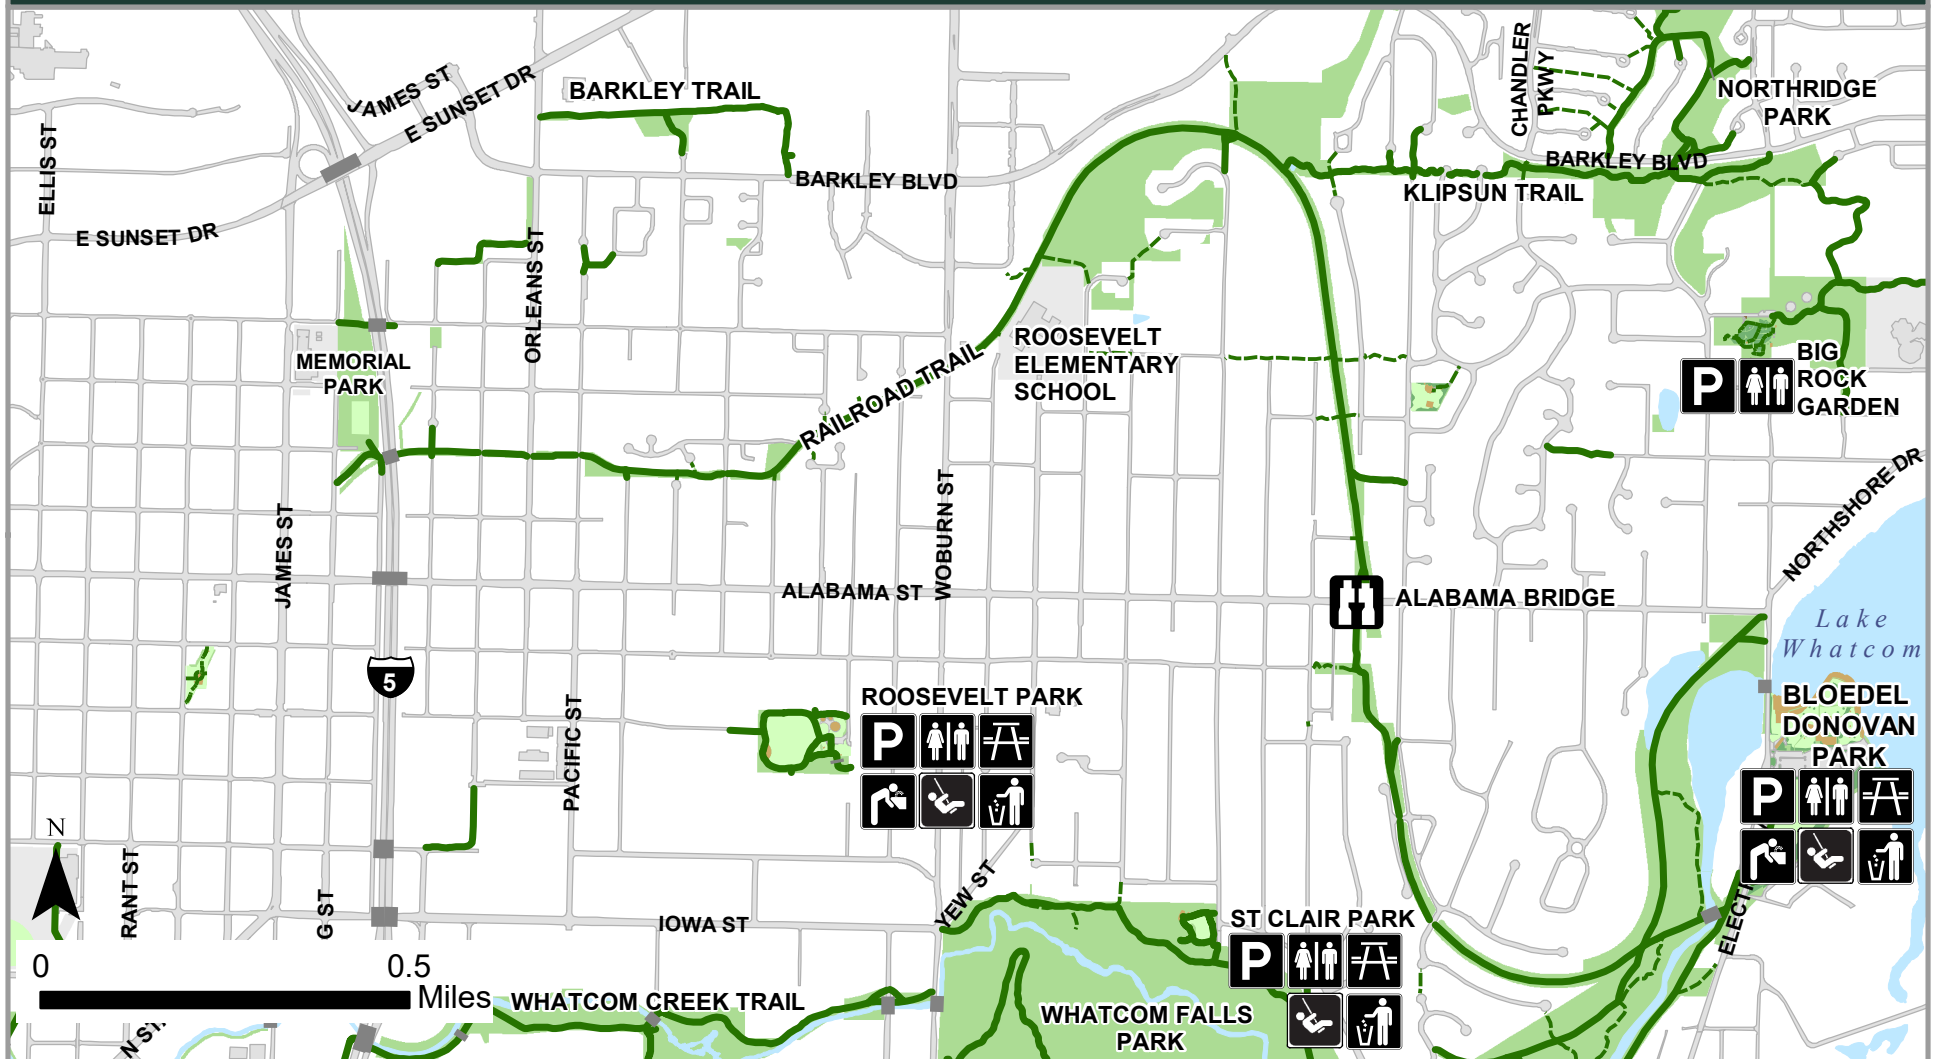 JAMES ST
E SUNSET DR
BARKLEY TRAIL
CHANDLER
PKWY
NORTHRIDGE
PARK
ELLIS ST
BARKLEY BLVD
BARKLEY BLVD
KLIPSUN TRAIL
E SUNSET DR
ORLEANS ST
MEMORIAL
PARK
ROOSEVELT
ELEMENTARY
SCHOOL
RAILROAD TRAIL
BIG
ROCK
GARDEN
P
NORTHSHORE DR
JAMES ST
WOBURN ST
ALABAMA ST
ALABAMA BRIDGE
Lake
Whatcom
5
ROOSEVELT PARK
P
PACIFIC ST
BLOEDEL
DONOVAN
PARK
P
N
RANT ST
G ST
YEW ST
IOWA ST
ST CLAIR PARK
P
ELECT
0
0.5
Miles
WHATCOM CREEK TRAIL
WHATCOM FALLS
PARK
N ST